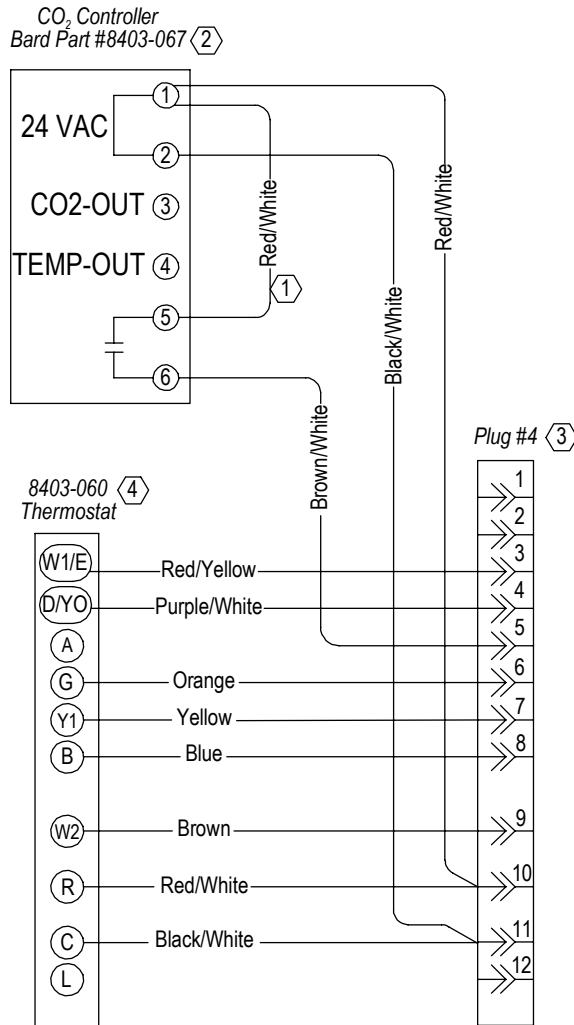 CO2 Controller
Bard Part #8403-067 2
24 VAC
1
2
CO2-OUT 3
TEMP-OUT 4
5
6
Red/White
1
Black/White
Red/White
Brown/White
Plug #4 3
8403-060 4
Thermostat
W1/E Red/Yellow
D/YO Purple/White
A
G Orange
Y1 Yellow
B Blue
W2 Brown
R Red/White
C Black/White
L
1
2
3
4
5
6
7
8
9
10
11
12